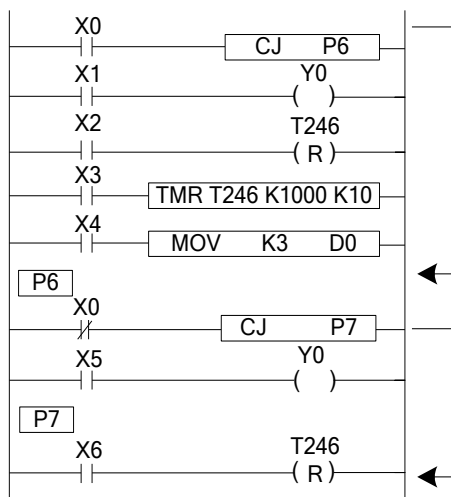 X0
CJ P6
X1 Y0
X2 T246
( R )
X3
TMR T246 K1000 K10
X4
MOV K3 D0
P6
X0
CJ P7
X5 Y0
P7
X6 T246
( R )